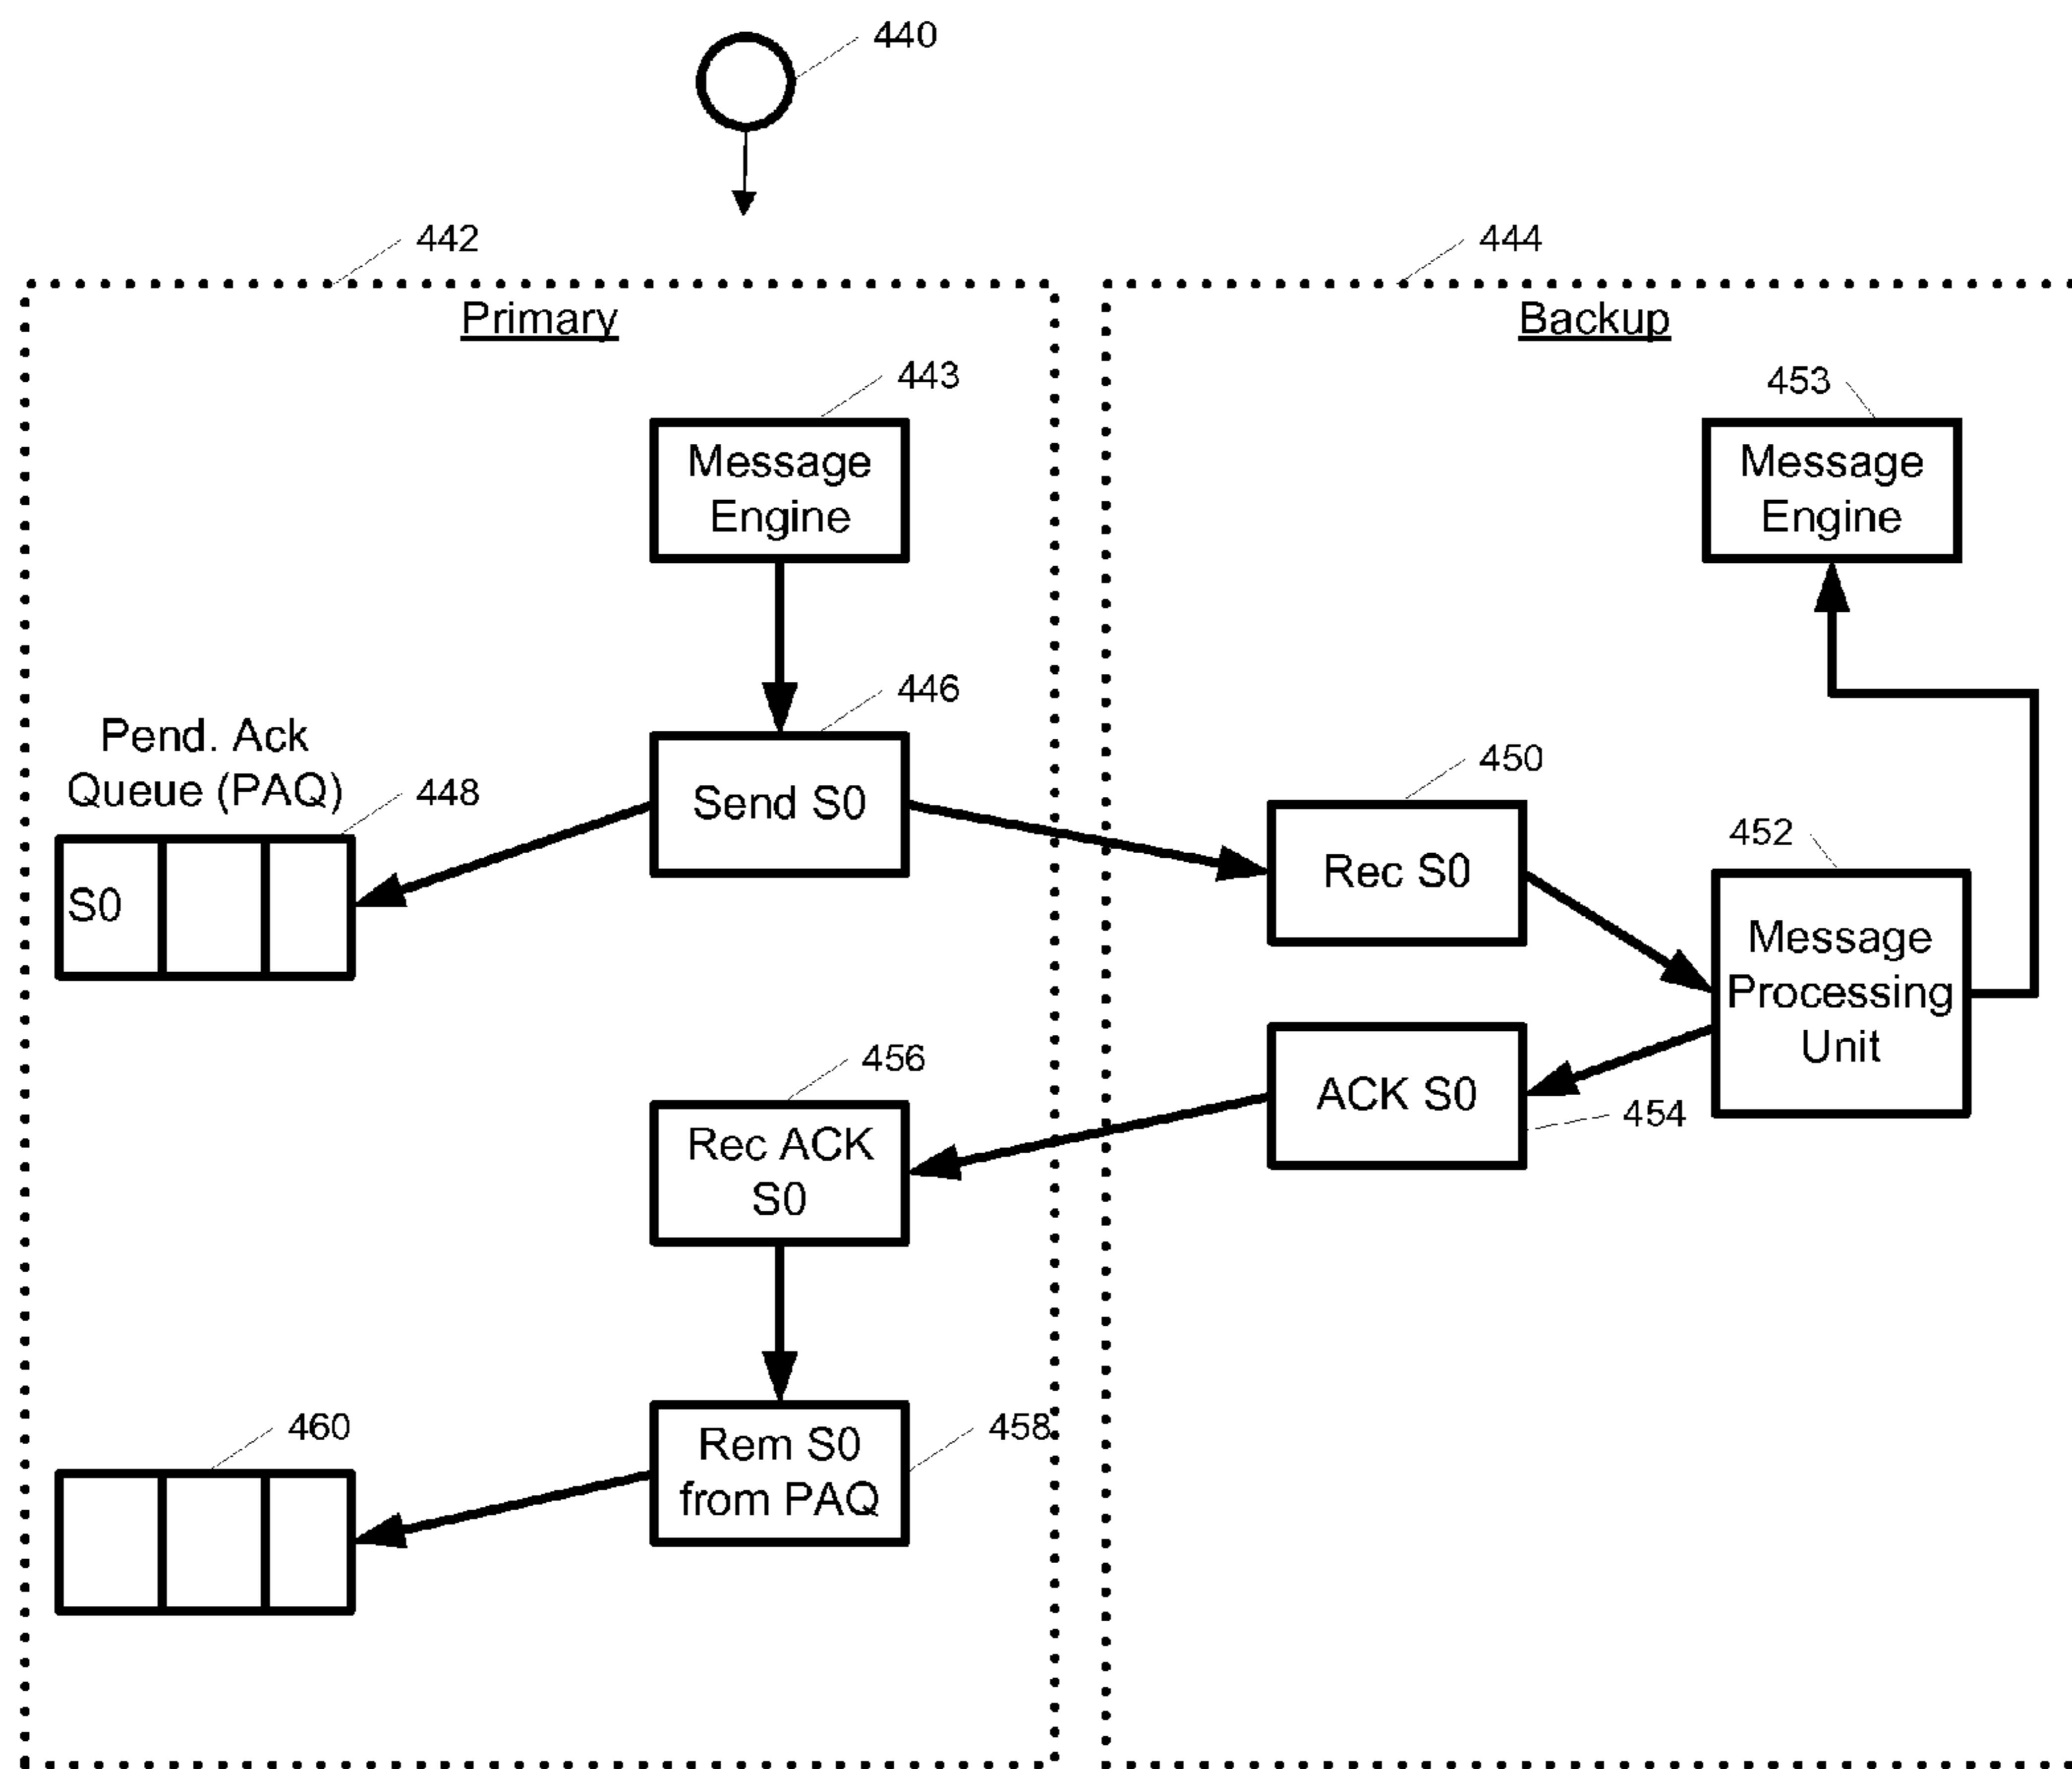 440
442
444
Primary
Backup
443
453
Message
Engine
Message
Engine
446
Pend. Ack
Queue (PAQ)
448
Send S0
450
452
S0
Rec S0
Message
Processing
Unit
456
ACK S0
454
Rec ACK
S0
460
458
Rem S0
from PAQ